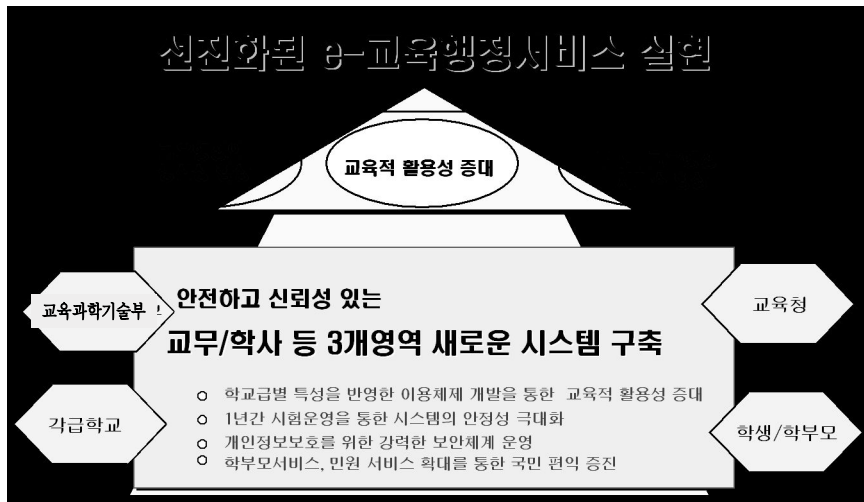 선진화된 e-교육행정서비스 실현
교육적 활용성 증대
안전하고 신뢰성 있는
교육과학기술부
교육청
교무/학사 등 3개영역 새로운 시스템 구축
학교급별 특성을 반영한 이용체제 개발을 통한 교육적 활용성 증대
각급학교
1년간 시험운영을 통한 시스템의 안정성 극대화
학생/학부모
개인정보보호를 위한 강력한 보안체계 운영
학부모서비스, 민원 서비스 확대를 통한 국민 편익 증진